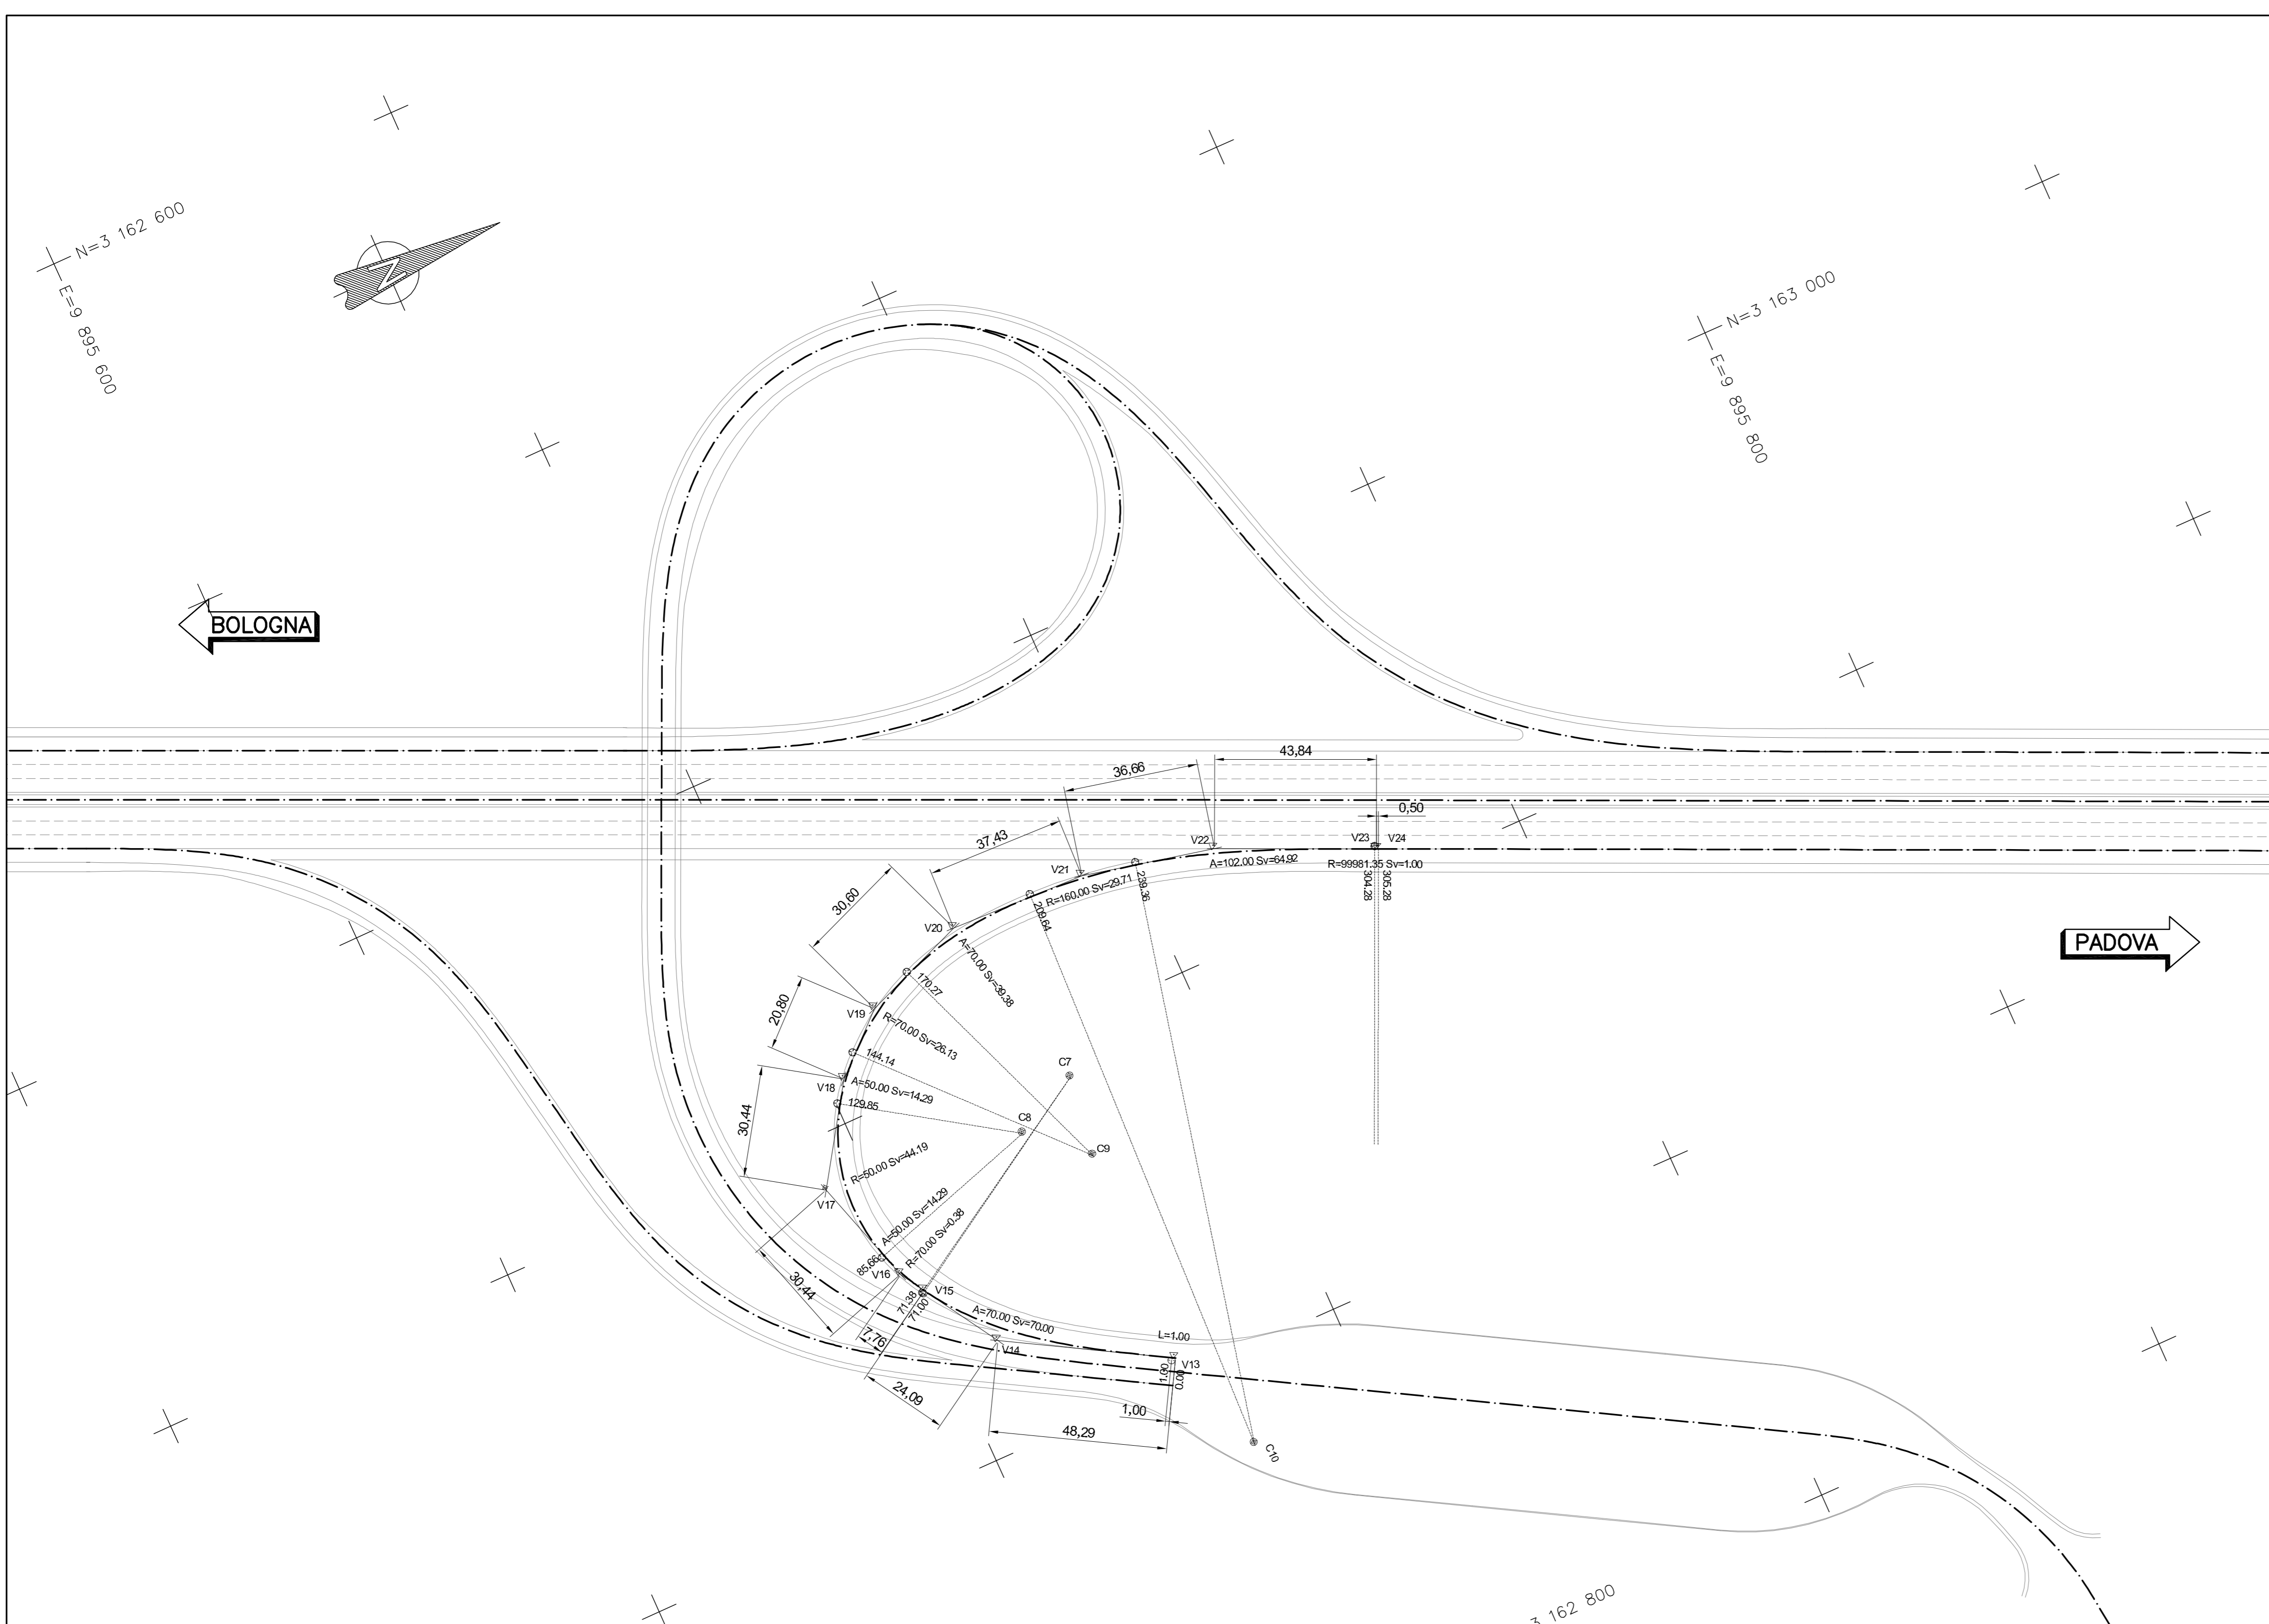 N=3 162 600
E=9 895 600
N
N=3 163 000
E=9 895 800
BOLOGNA
43,84
36,66
0,50
37,43
V22
V23
V24
A=102.00 Sv=64.92
R=99981.35 Sv=1.00
V21
239.36
304.28
305.28
R=160.00 Sv=29.71
30,60
209.64
V20
PADOVA
A=70.00 Sv=39.38
170.27
20,80
V19
R=70.00 Sv=26.13
144.14
C7
V18
A=50.00 Sv=14.29
129.85
30,44
C8
C9
R=50.00 Sv=44.19
V17
A=50.00 Sv=14.29
R=70.00 Sv=0.38
85.66
V16
30,44
V15
71.38
71.00
A=70.00 Sv=70.00
L=1.00
7,76
V14
V13
1.00
0.00
24,09
1,00
48,29
C10
3 162 800